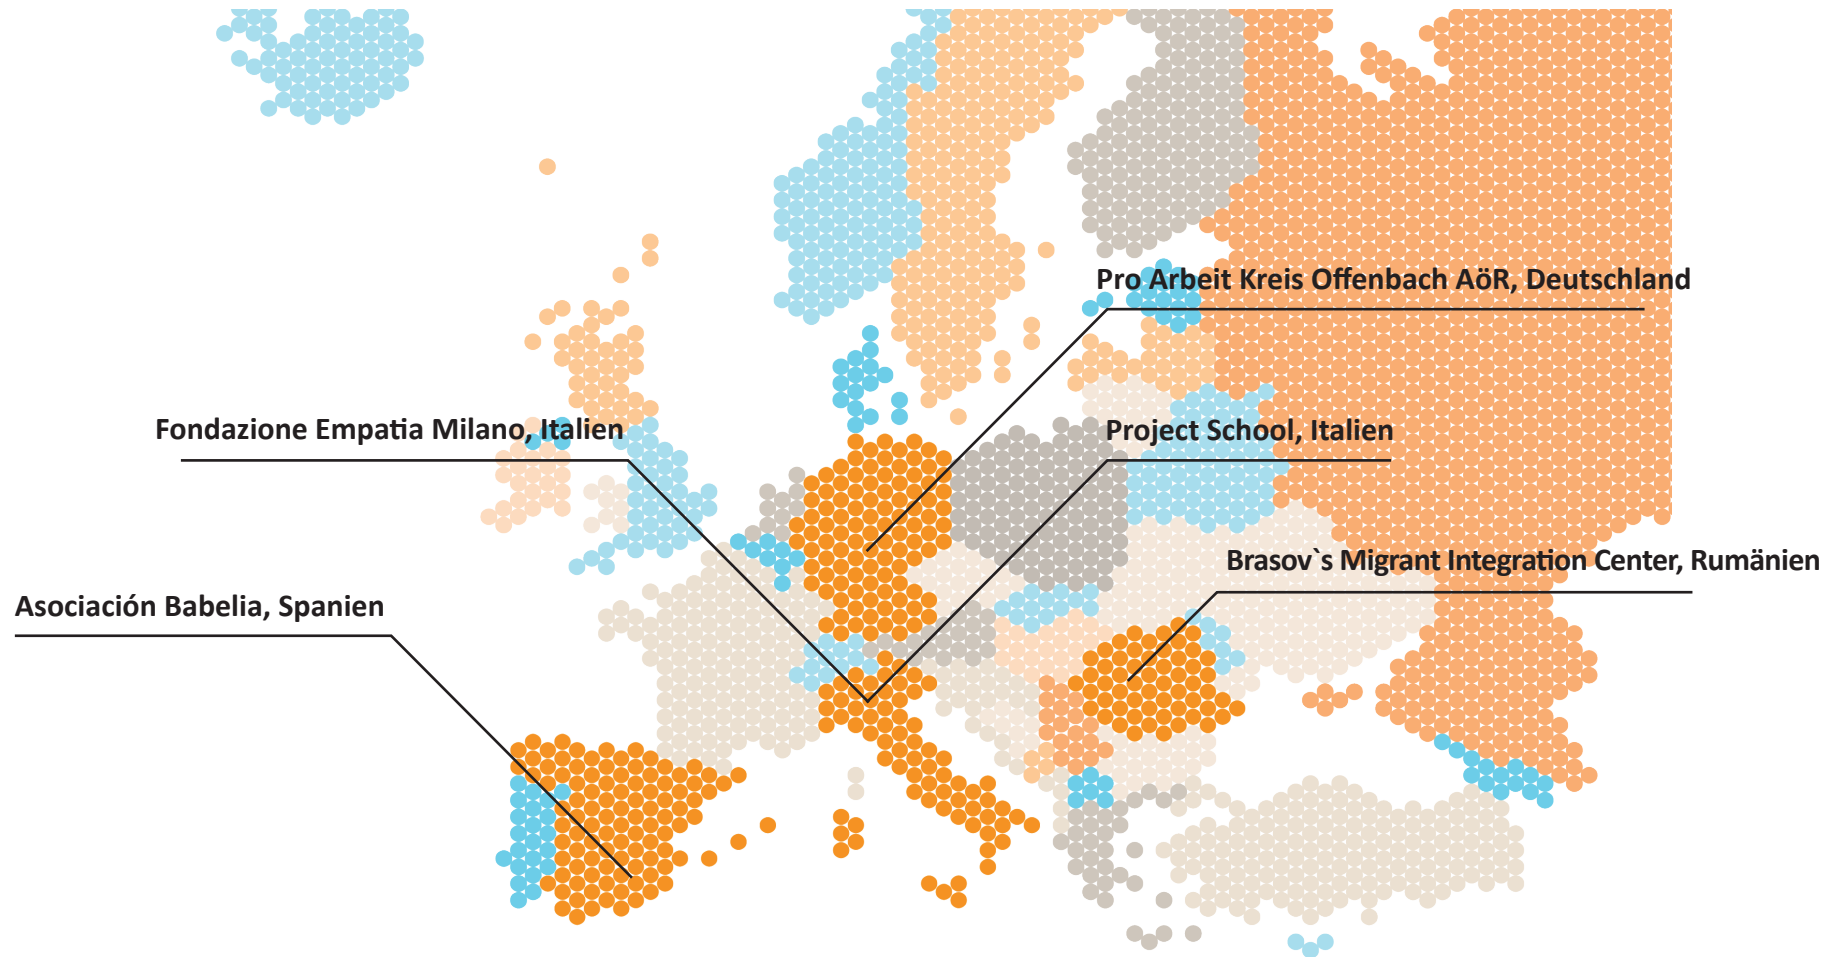 Pro Arbeit Kreis Offenbach AöR, Deutschland
Fondazione Empatia Milano, Italien
Project School, Italien
Brasov`s Migrant Integration Center, Rumänien
Asociación Babelia, Spanien